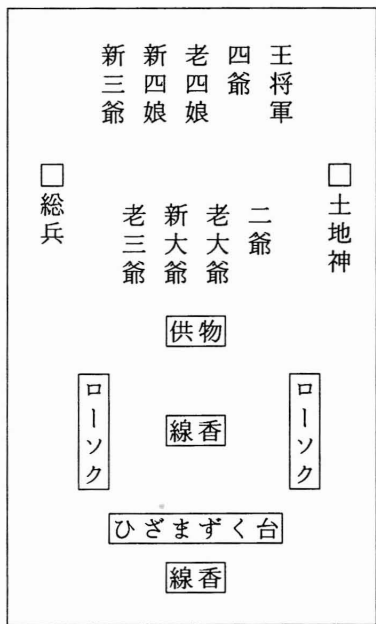 王将軍
四爺
老四娘
新四娘
新三爺
□土地神
二爺
老大爺
新大爺
老三爺
□総兵
供物
ローソク
線香
ローソク
ひざまずく台
線香